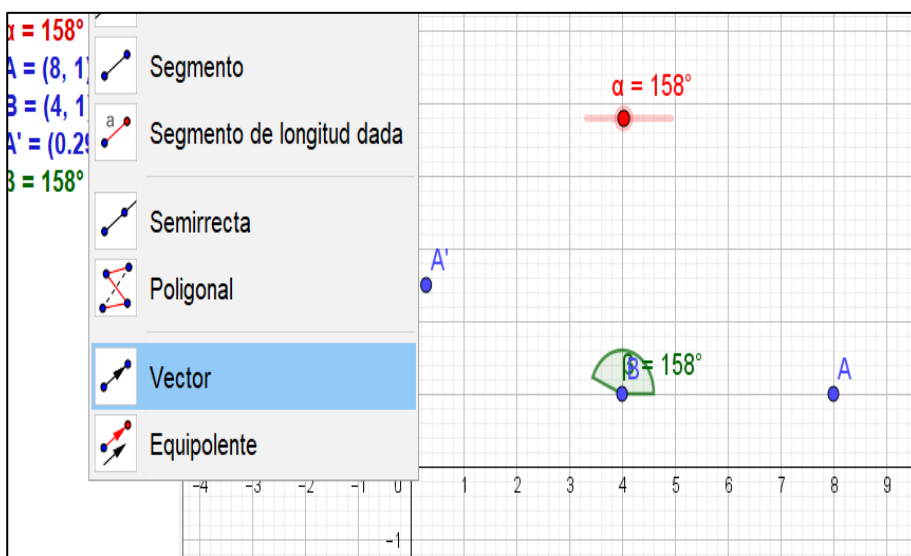 α = 158°
A = (8, 1)
B = (4, 1
A' = (0.29
β = 158°
Segmento
a
Segmento de longitud dada
Semirrecta
Poligonal
Vector
Equipolente
α = 158°
A'
B
β = 158°
A
-4 -3 -2 -1 0 1 2 3 4 5 6 7 8 9
-1